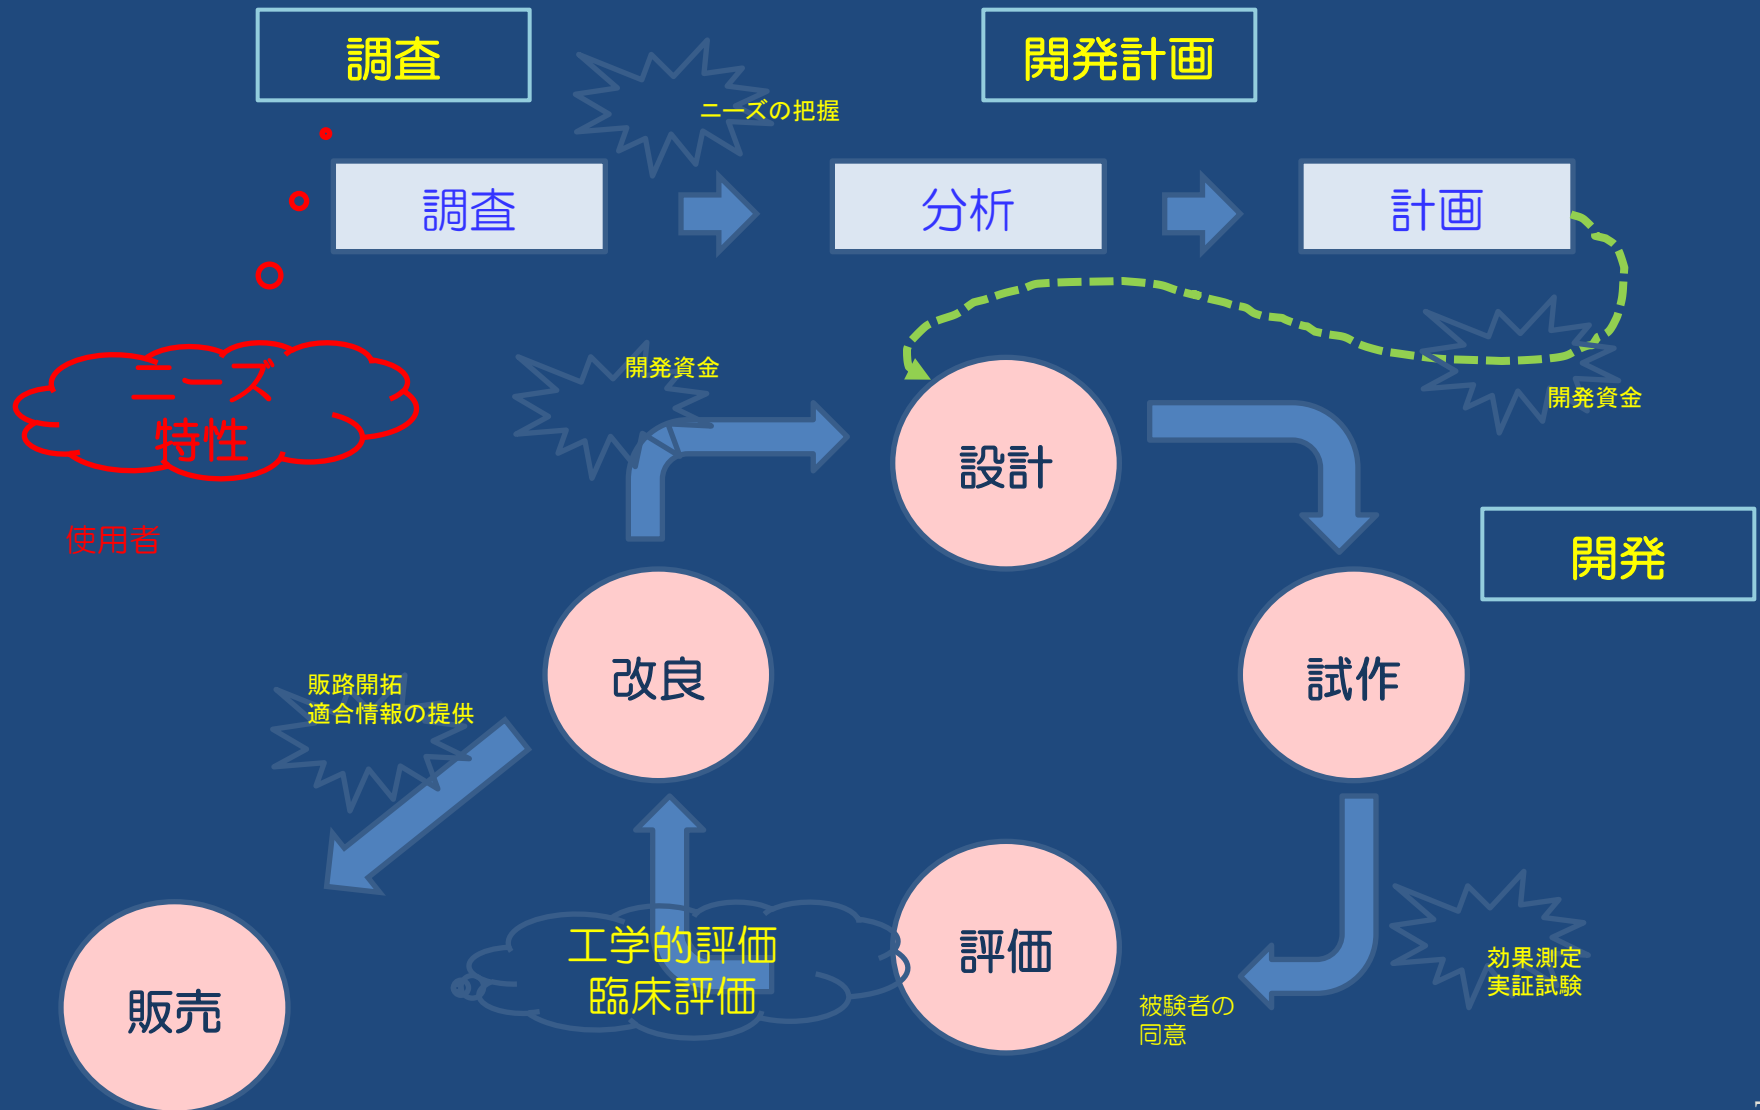 調査
開発計画
ニーズの把握
調査
分析
計画
ニーズ
特性
使用者
開発資金
開発資金
設計
開発
改良
試作
販路開拓
適合情報の提供
工学的評価
臨床評価
評価
効果測定
実証試験
被験者の
同意
販売